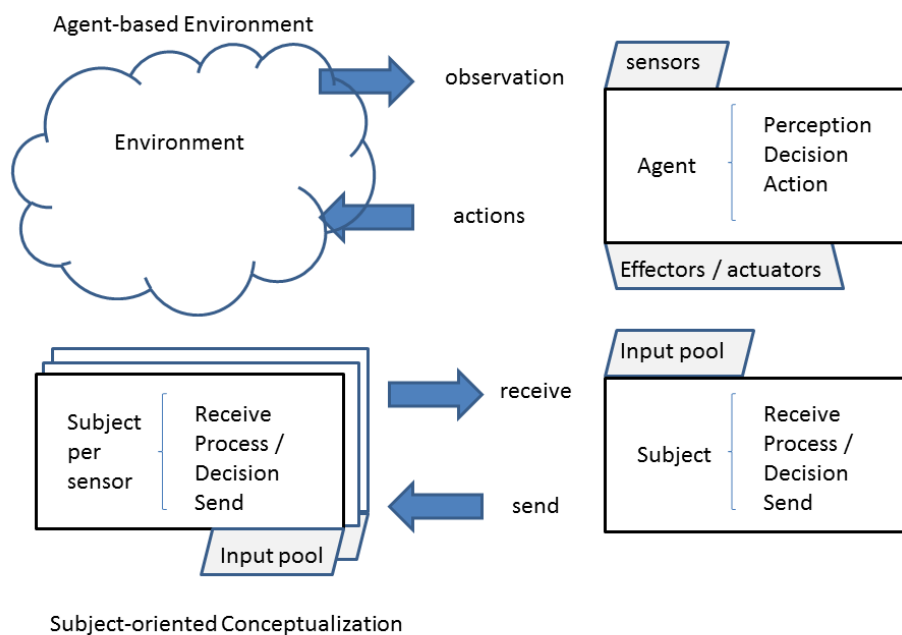 Agent-based Environment
observation
sensors
Environment
Agent
Perception
Decision
Action
actions
Effectors / actuators
Input pool
receive
Subject
per
sensor
Receive
Process /
Decision
Send
Subject
Receive
Process /
Decision
Send
send
Input pool
Subject-oriented Conceptualization